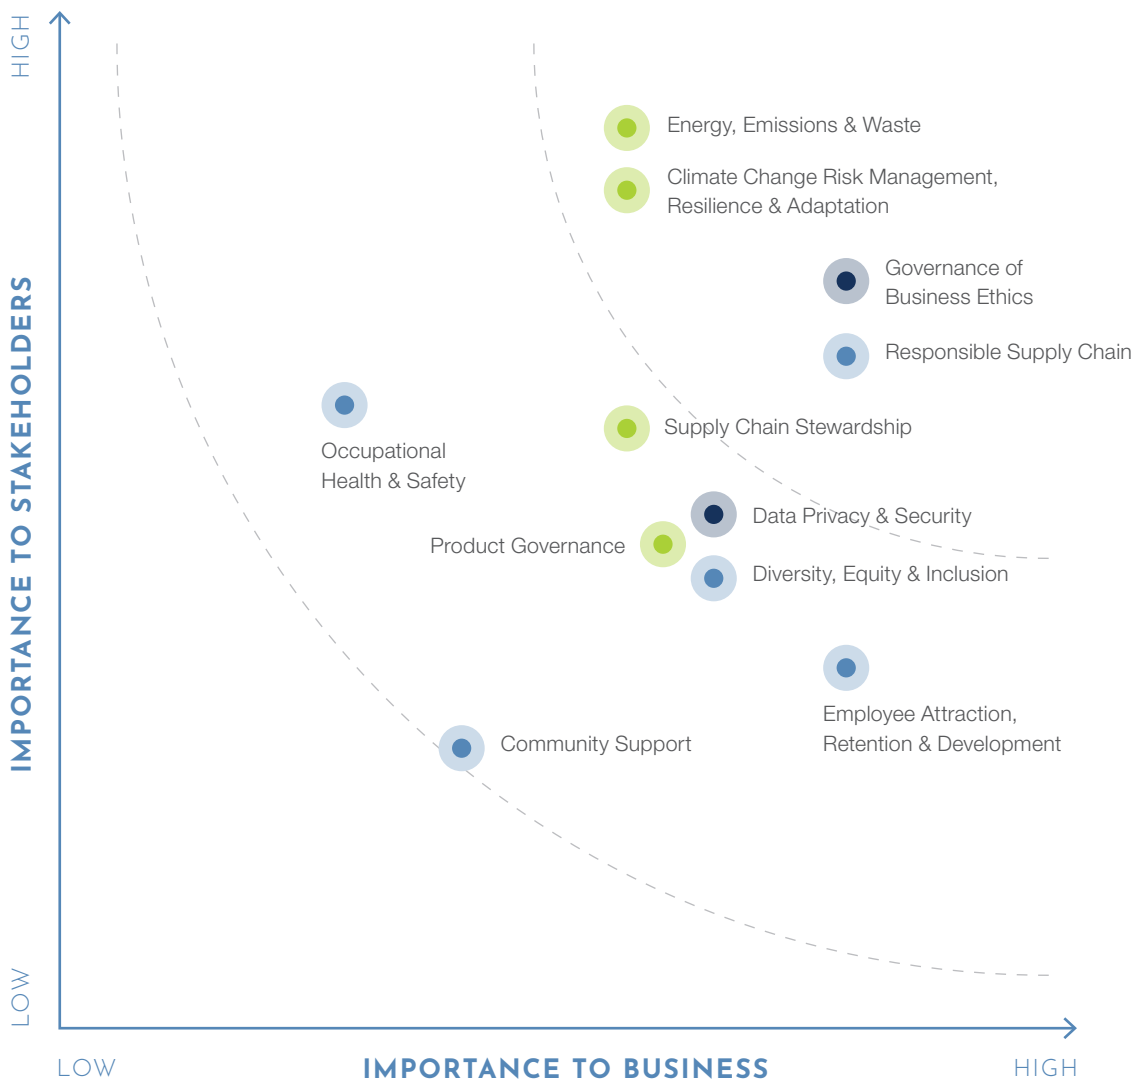 HIGH
Energy, Emissions & Waste
Climate Change Risk Management,
Resilience & Adaptation
Governance of
Business Ethics
Responsible Supply Chain
IMPORTANCE TO STAKEHOLDERS
Occupational
Health & Safety
Supply Chain Stewardship
Data Privacy & Security
Product Governance
Diversity, Equity & Inclusion
Employee Attraction,
Retention & Development
Community Support
LOW
LOW
IMPORTANCE TO BUSINESS
HIGH